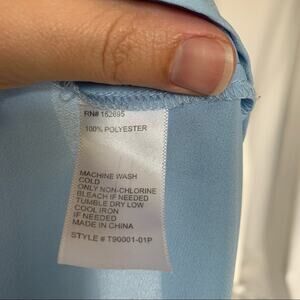 RN# 152695
100% POLYESTER
MACHINE WASH
COLD
ONLY NON-CHLORINE
BLEACH IF NEEDED
TUMBLE DRY LOW
COOL IRON
IF NEEDED
MADE IN CHINA
STYLE # T90001-01P